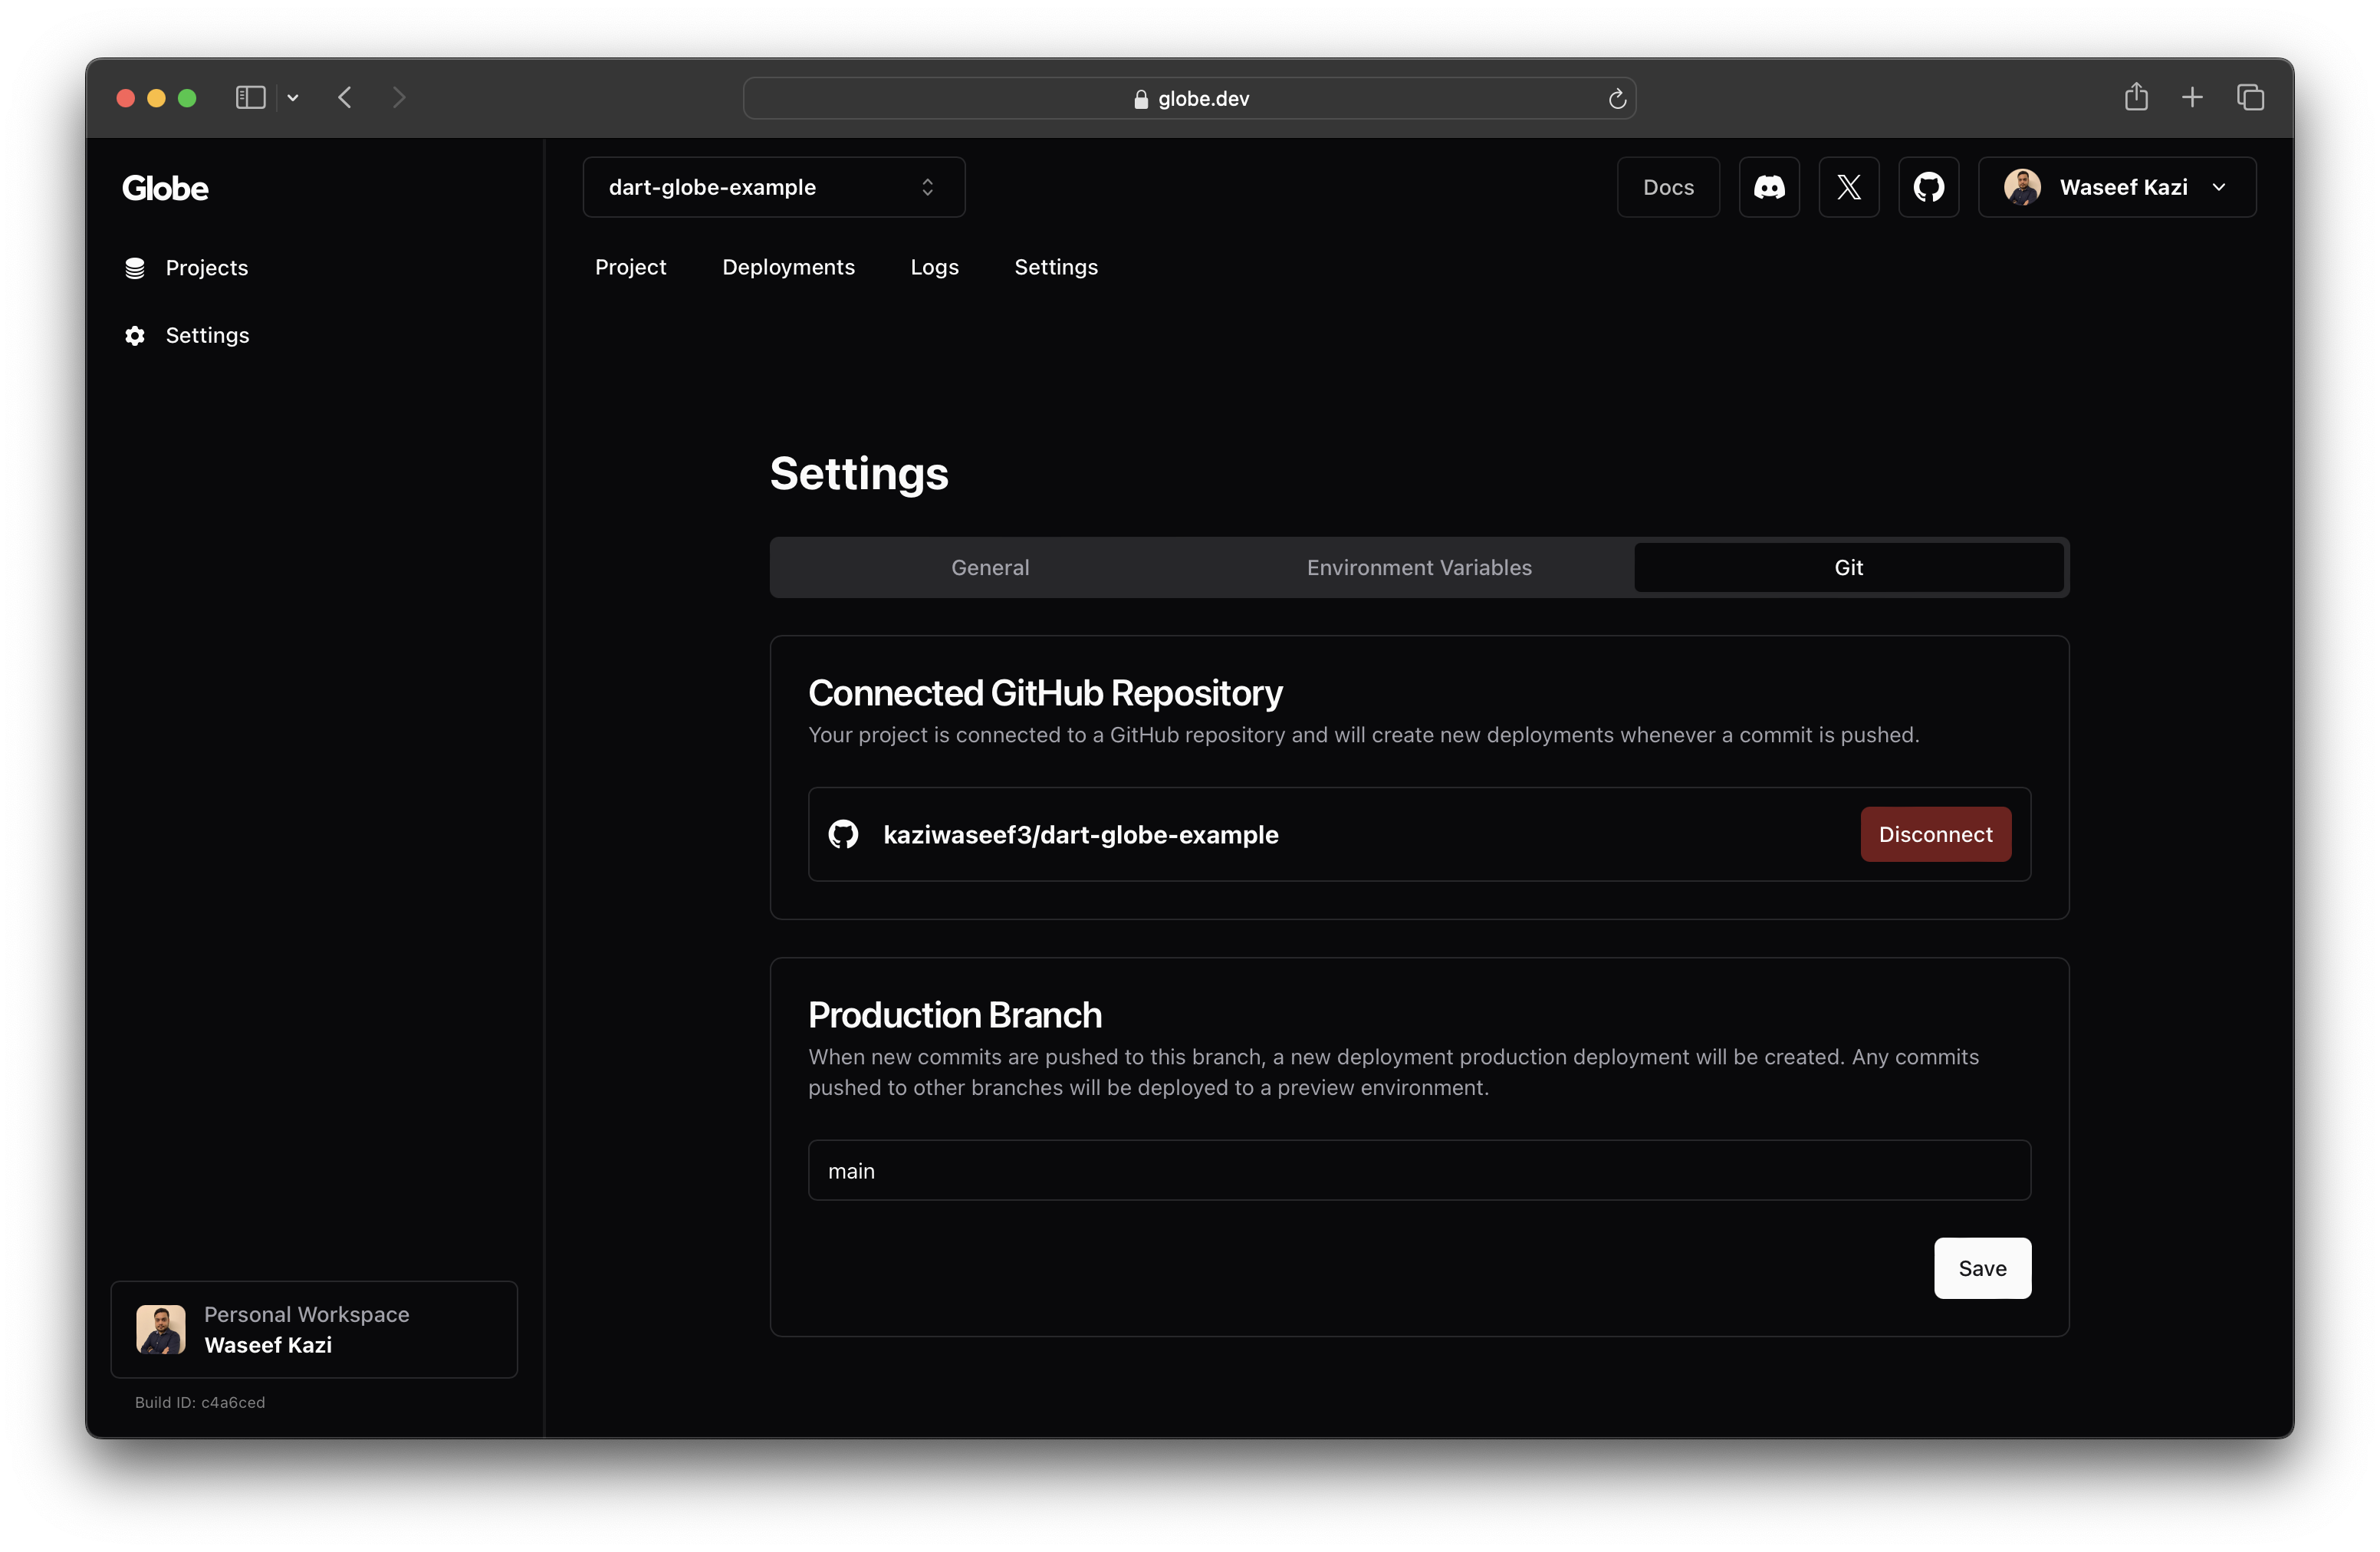 globe.dev
Globe
dart-globe-example
Docs
Waseef Kazi
Projects
Settings
Project
Deployments
Logs
Settings
Settings
General
Environment Variables
Git
Connected GitHub Repository
Your project is connected to a GitHub repository and will create new deployments whenever a commit is pushed.
kaziwaseef3/dart-globe-example
Disconnect
Production Branch
When new commits are pushed to this branch, a new deployment production deployment will be created. Any commits
pushed to other branches will be deployed to a preview environment.
main
Save
Personal Workspace
Waseef Kazi
Build ID: c4a6ced